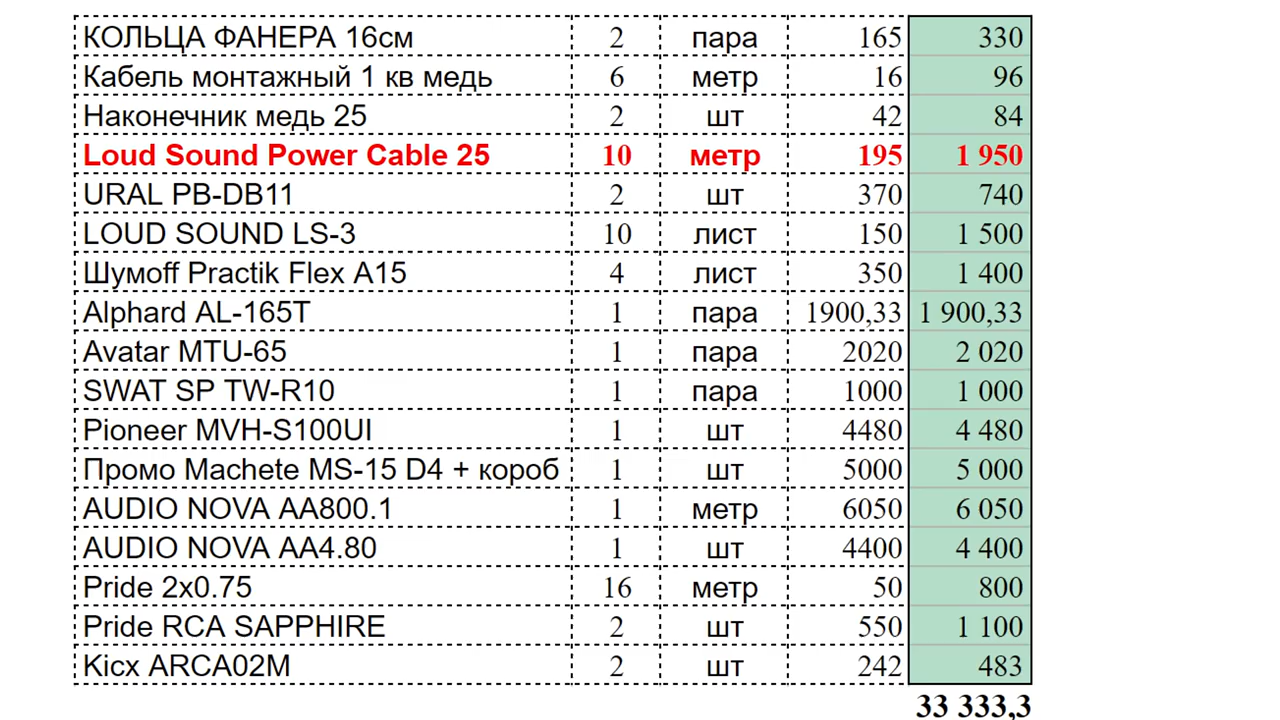 КОЛЬЦА ФАНЕРА 16см 2 пара 165 330
Кабель монтажный 1 кв медь 6 метр 16 96
Наконечник медь 25 2 шт 42 84
Loud Sound Power Cable 25 10 метр 195 1 950
URAL PB-DB11 2 шт 370 740
LOUD SOUND LS-3 10 лист 150 1 500
Шумоff Practik Flex A15 4 лист 350 1 400
Alphard AL-165T 1 пара 1900,33 1 900,33
Avatar MTU-65 1 пара 2020 2 020
SWAT SP TW-R10 1 пара 1000 1 000
Pioneer MVH-S100UI 1 шт 4480 4 480
Промо Machete MS-15 D4 + короб 1 шт 5000 5 000
AUDIO NOVA AA800.1 1 метр 6050 6 050
AUDIO NOVA AA4.80 1 шт 4400 4 400
Pride 2x0.75 16 метр 50 800
Pride RCA SAPPHIRE 2 шт 550 1 100
Kicx ARCA02M 2 шт 242 483
33 333,3